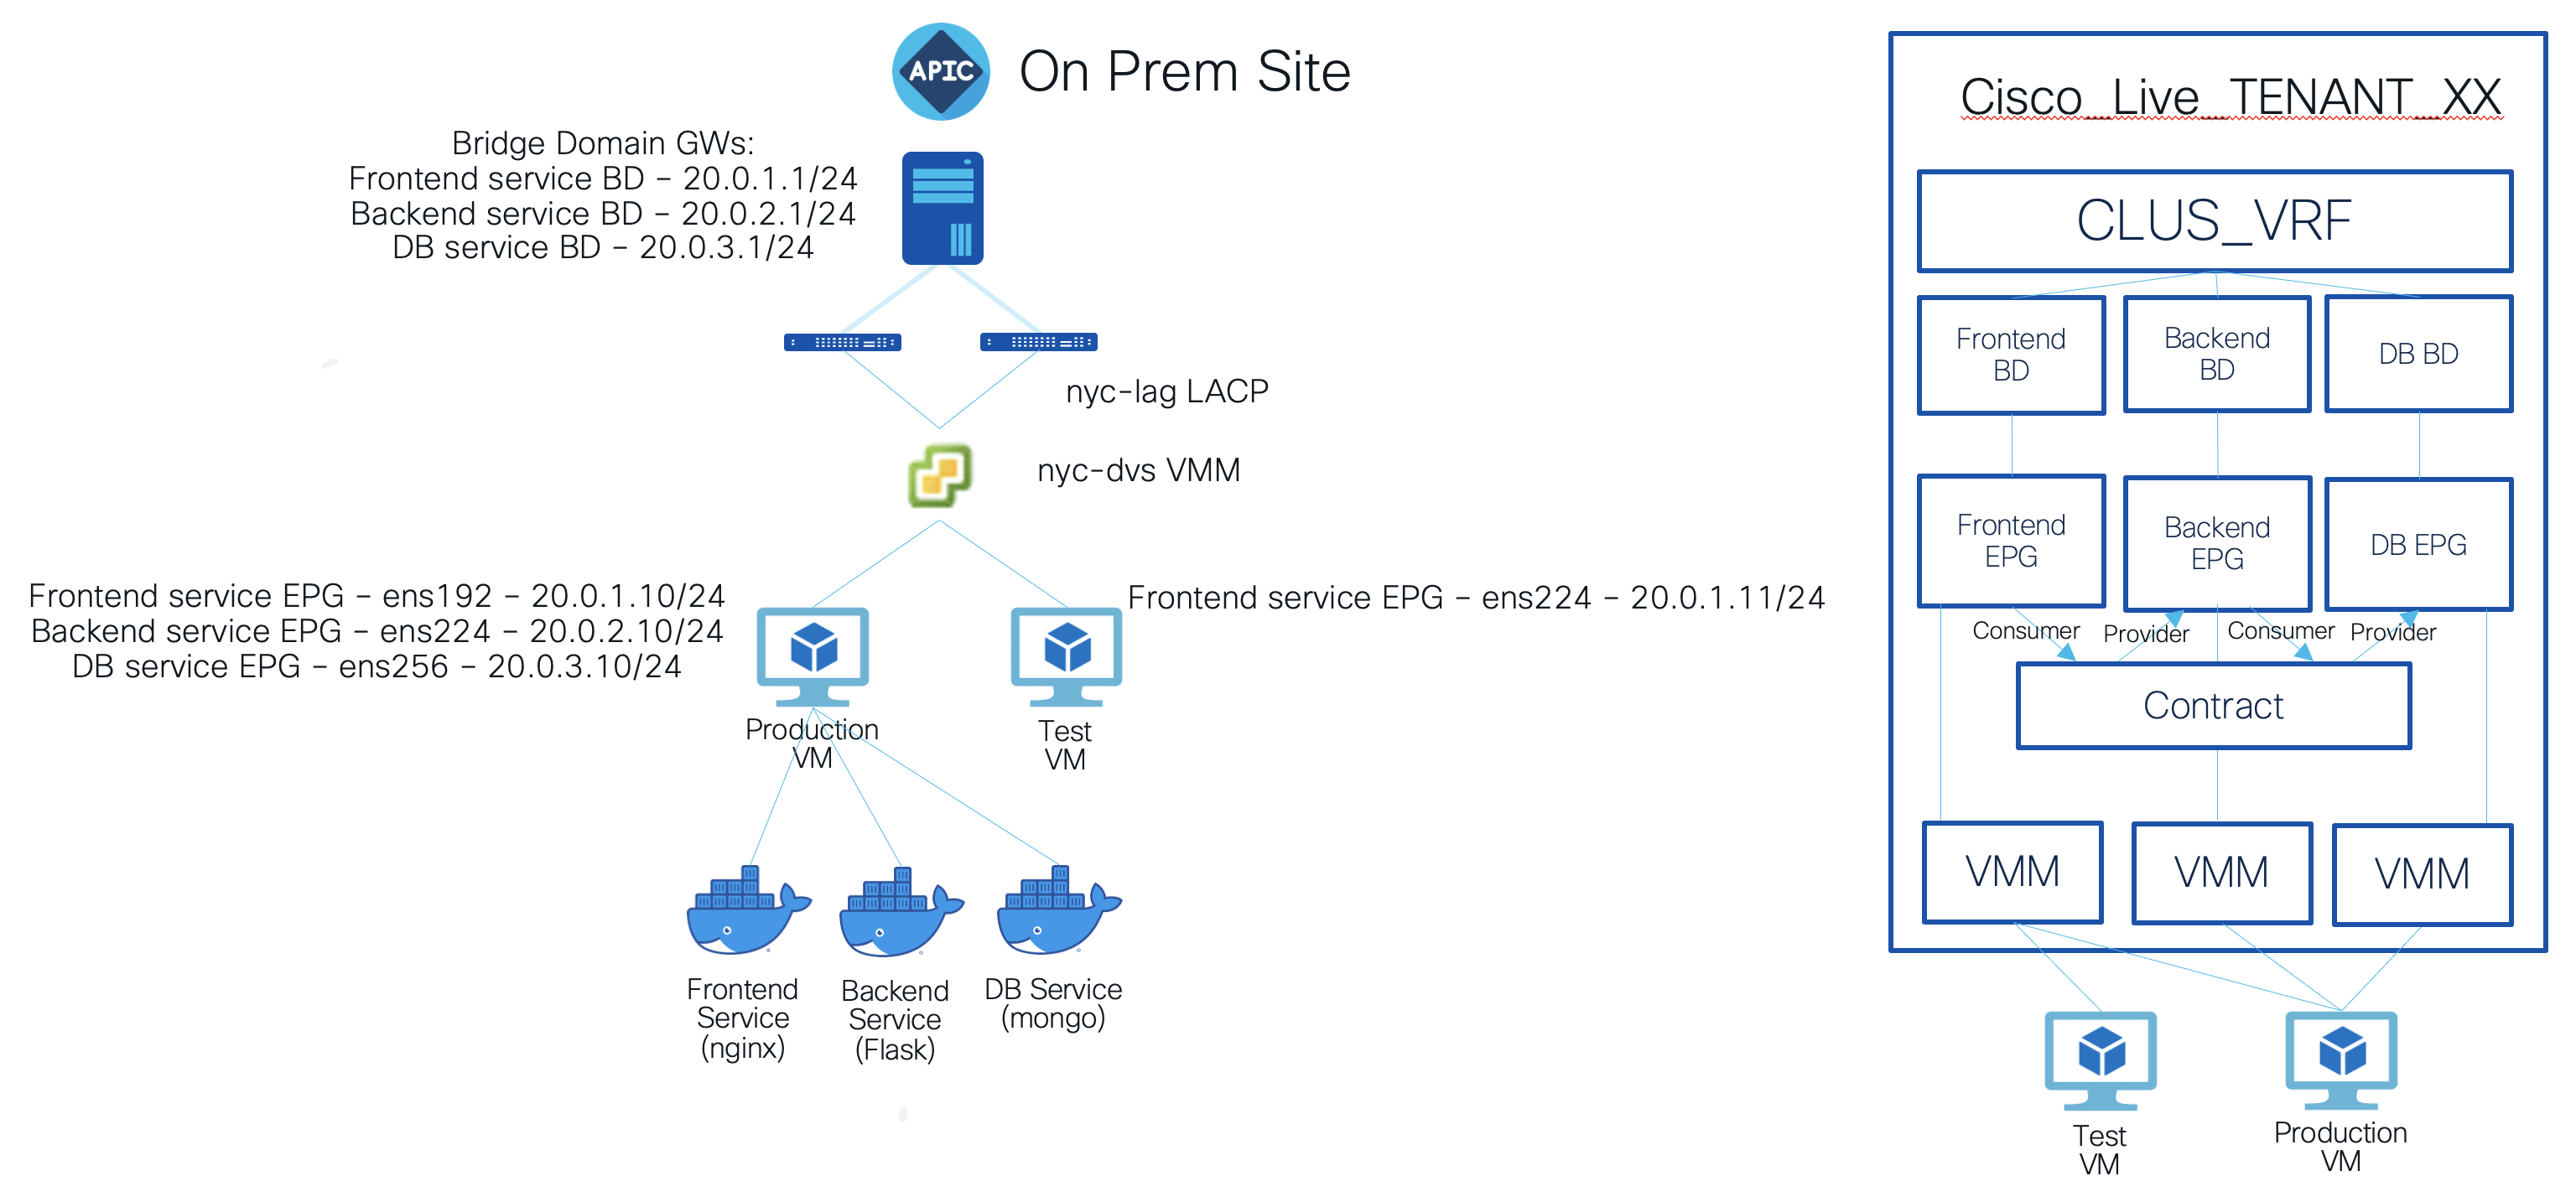 APIC
On Prem Site
Bridge Domain GWs:
Frontend service BD – 20.0.1.1/24
Backend service BD – 20.0.2.1/24
DB service BD – 20.0.3.1/24
nyc-lag LACP
nyc-dvs VMM
Frontend service EPG – ens192 – 20.0.1.10/24
Backend service EPG – ens224 – 20.0.2.10/24
DB service EPG – ens256 – 20.0.3.10/24
Frontend service EPG – ens224 – 20.0.1.11/24
Production
VM
Test
VM
Frontend
Service
(nginx)
Backend
Service
(Flask)
DB Service
(mongo)
Cisco_Live_TENANT_XX
CLUS_VRF
Frontend
BD
Backend
BD
DB BD
Frontend
EPG
Backend
EPG
DB EPG
Consumer
Provider
Consumer
Provider
Contract
VMM
VMM
VMM
Test
VM
Production
VM